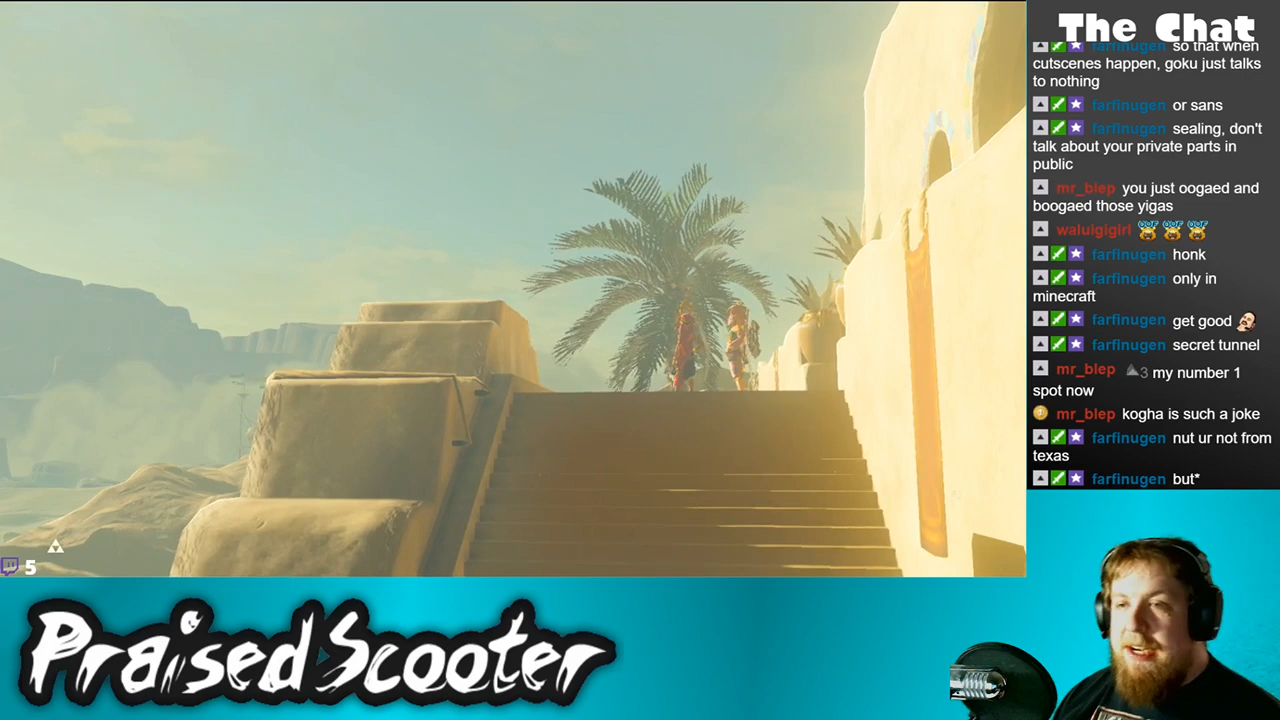 The Chat
farfinugen so that when
cutscenes happen, goku just talks
to nothing
farfinugen or sans
farfinugen sealing, don't
talk about your private parts in
public
mr_blep you just oogaed and
boogaed those yigas
waluigigirl
farfinugen honk
farfinugen only in
minecraft
farfinugen get good
farfinugen secret tunnel
mr_blep 3 my number 1
spot now
mr_blep kogha is such a joke
farfinugen nut ur not from
texas
farfinugen but*
5
PraisedScooter